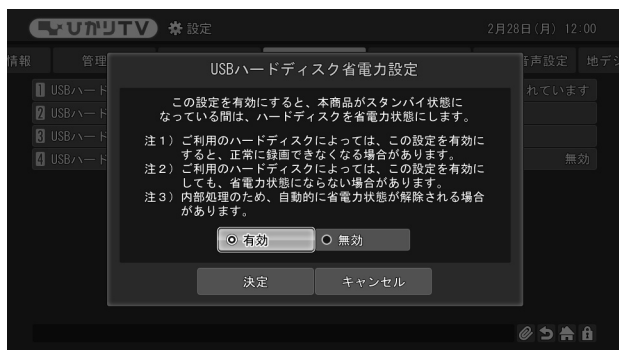 ひかりTV 設定 2月28日(月) 12:00
情報 管理 音声設定 地デジ
USBハードディスク省電力設定
1 USBハード れています
2 USBハード
3 USBハード
4 USBハード 無効
この設定を有効にすると、本商品がスタンバイ状態に
なっている間は、ハードディスクを省電力状態にします。
注1) ご利用のハードディスクによっては、この設定を有効に
すると、正常に録画できなくなる場合があります。
注2) ご利用のハードディスクによっては、この設定を有効に
しても、省電力状態にならない場合があります。
注3) 内部処理のため、自動的に省電力状態が解除される場合
があります。
有効 無効
決定 キャンセル